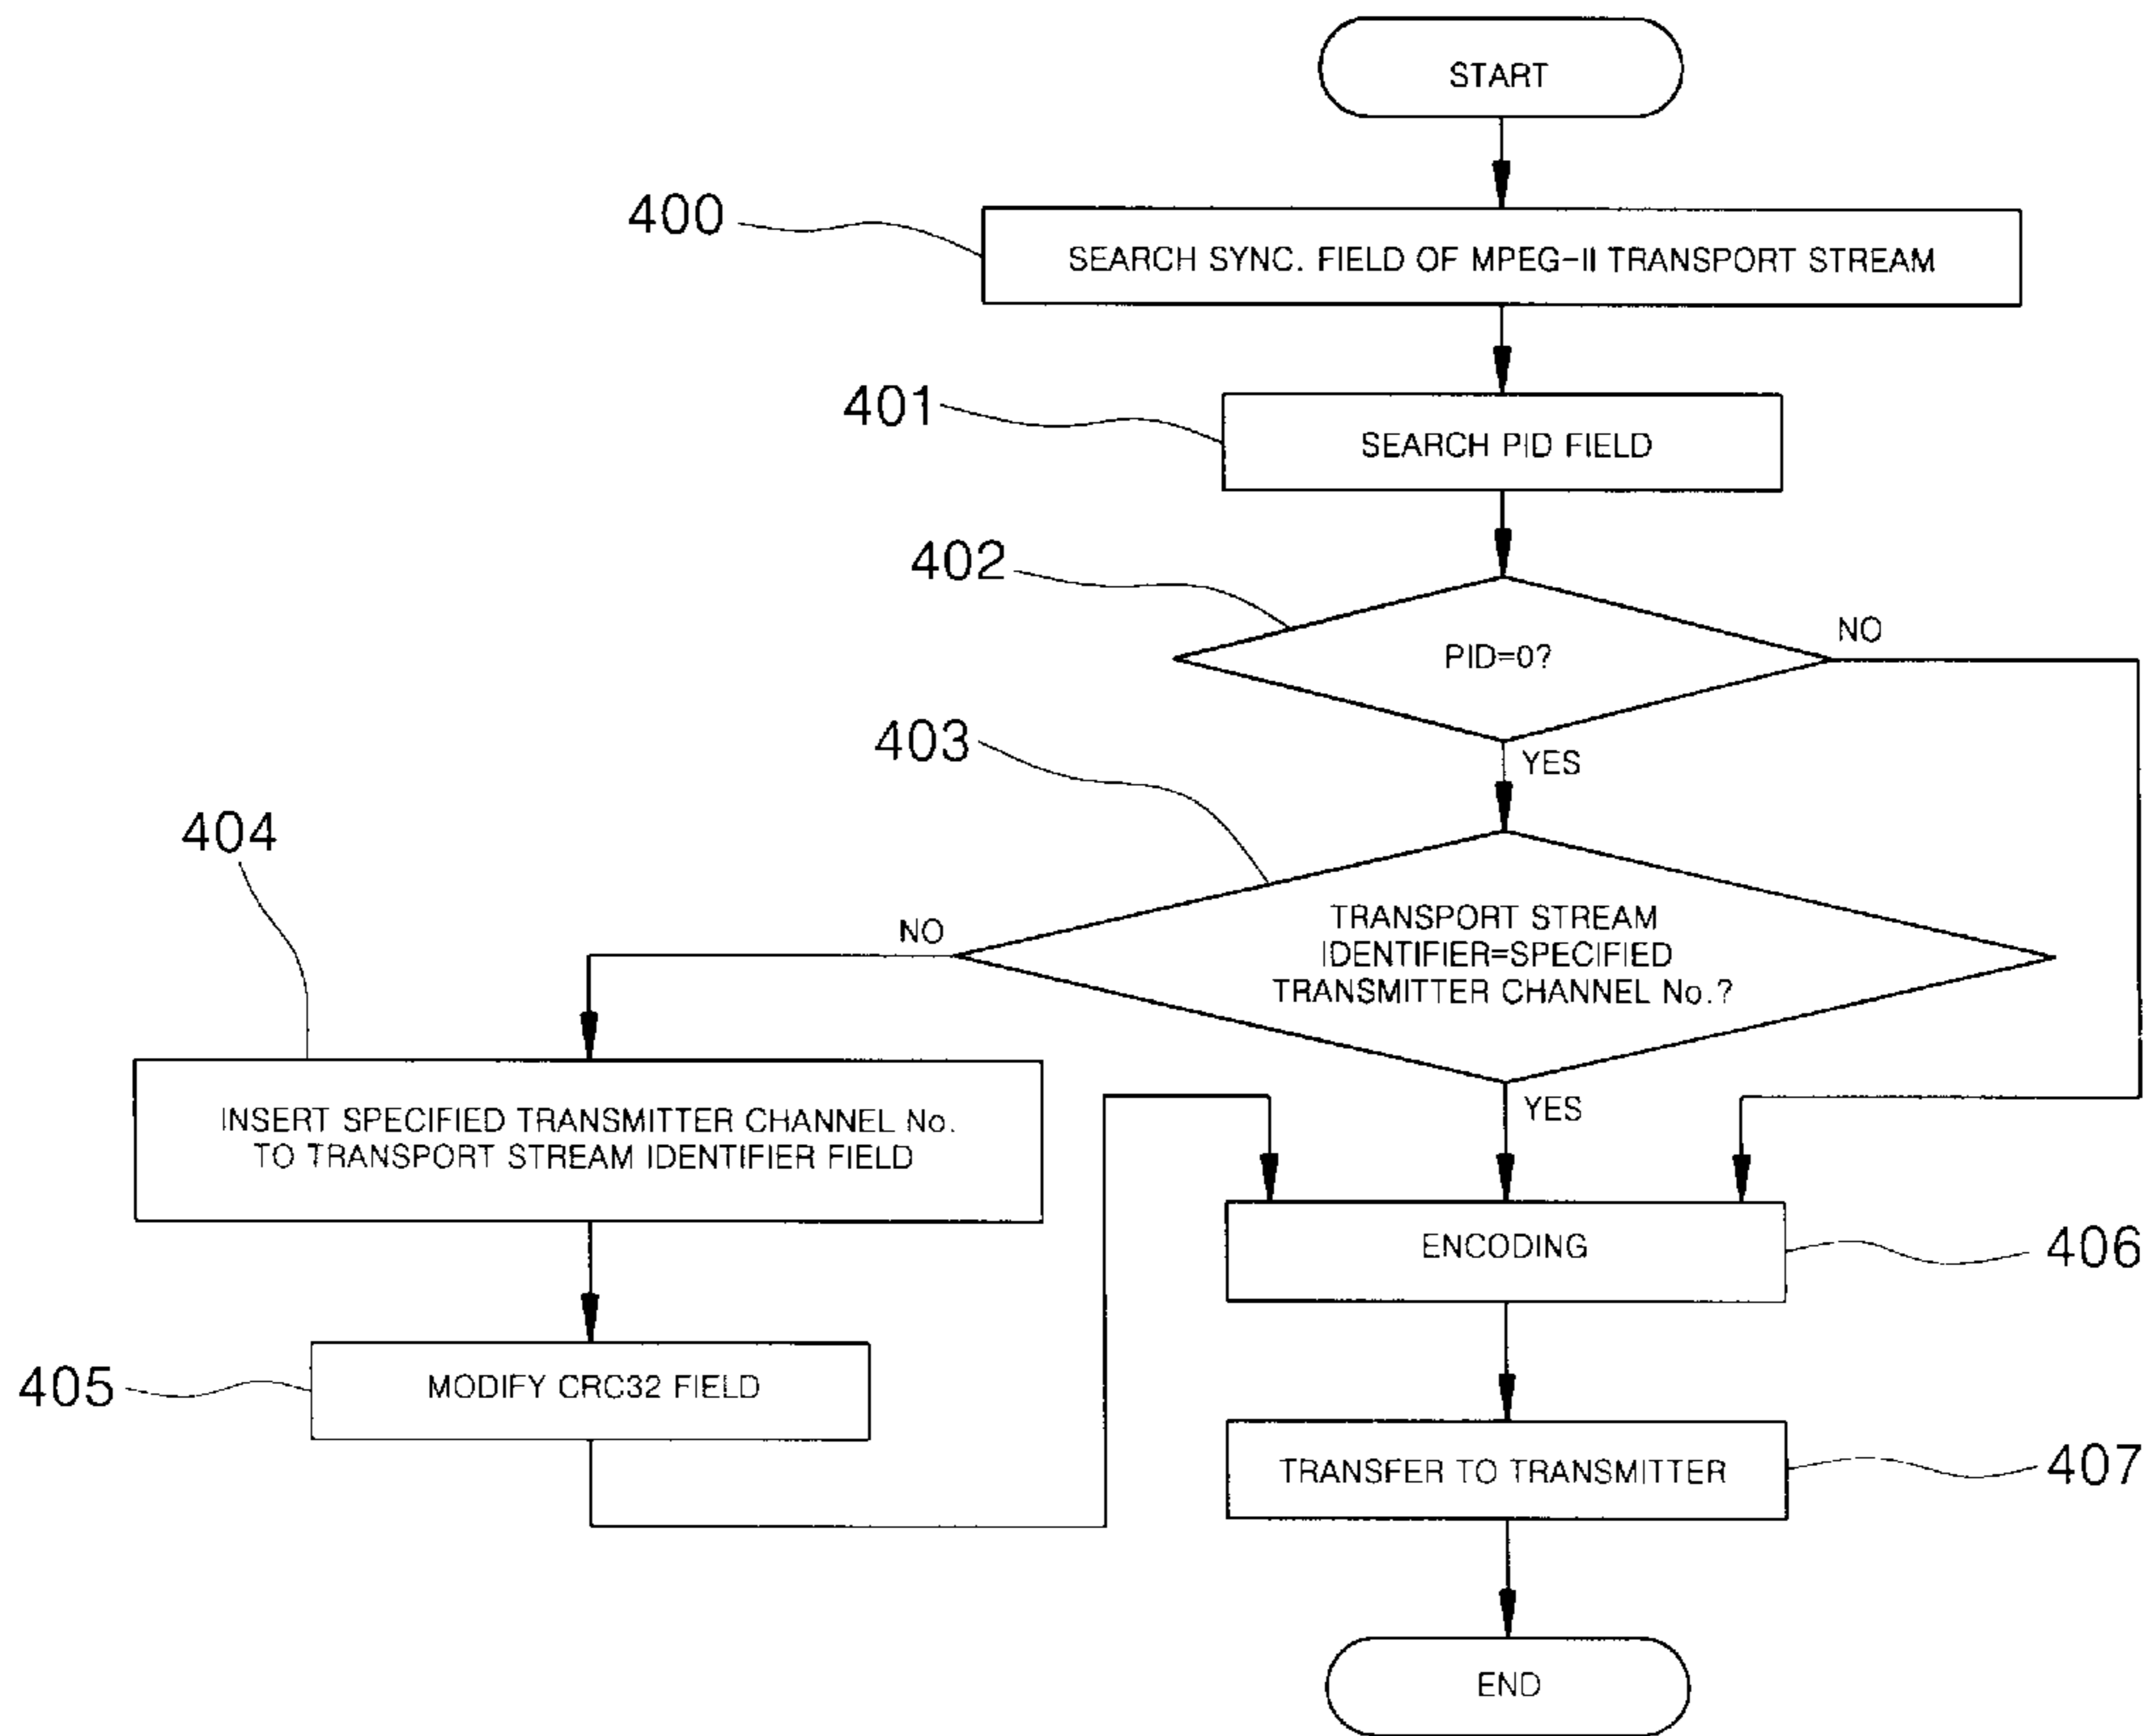 START
400
SEARCH SYNC. FIELD OF MPEG-II TRANSPORT STREAM
401
SEARCH PID FIELD
402
PID=0?
NO
YES
403
TRANSPORT STREAM
IDENTIFIER=SPECIFIED
TRANSMITTER CHANNEL No.?
NO
YES
404
INSERT SPECIFIED TRANSMITTER CHANNEL No.
TO TRANSPORT STREAM IDENTIFIER FIELD
405
MODIFY CRC32 FIELD
ENCODING
406
TRANSFER TO TRANSMITTER
407
END